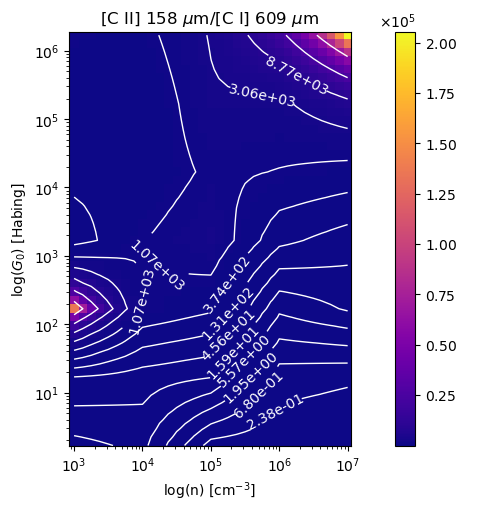 [C II] 158 μm/[C I] 609 μm
×10⁵
log(G₀) [Habing]
10⁶
10⁵
10⁴
10³
10²
10¹
8.77e+03
3.06e+03
1.07e+03
1.07e+03
3.74e+02
1.31e+02
4.56e+01
1.59e+01
5.57e+00
1.95e+00
6.80e-01
2.38e-01
10³ 10⁴ 10⁵ 10⁶ 10⁷
log(n) [cm⁻³]
2.00
1.75
1.50
1.25
1.00
0.75
0.50
0.25